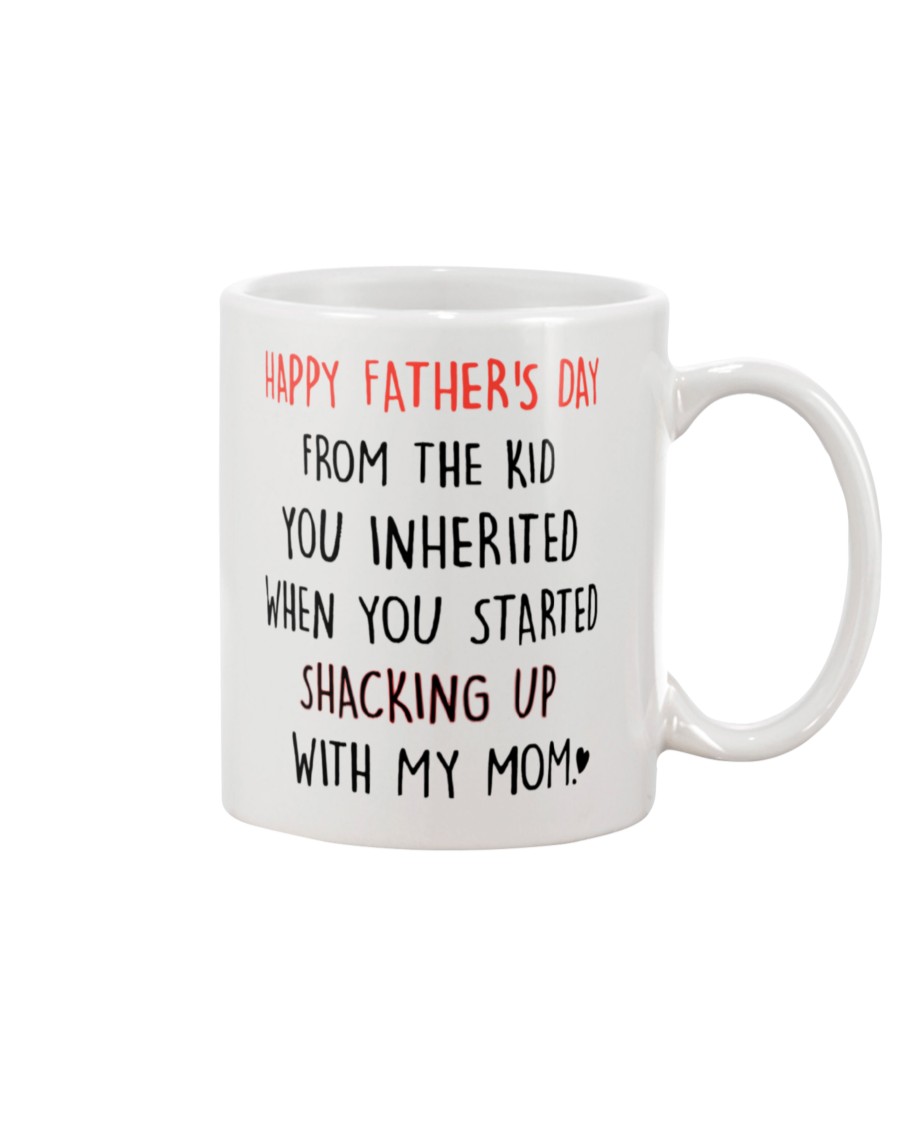 HAPPY FATHER'S DAY
FROM THE KID
YOU INHERITED
WHEN YOU STARTED
SHACKING UP
WITH MY MOM.♥